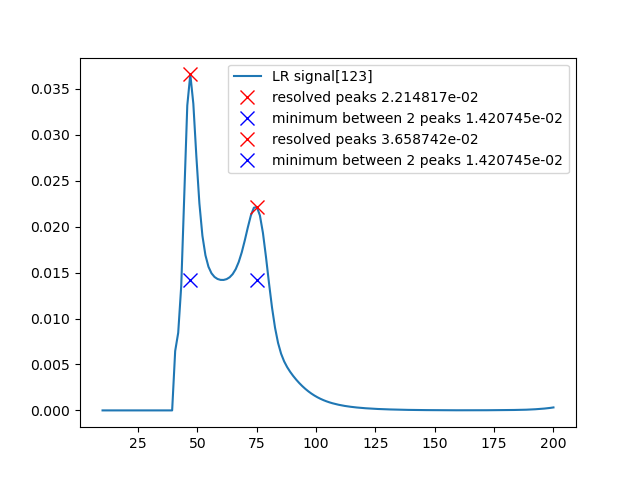 LR signal[123]
resolved peaks 2.214817e-02
minimum between 2 peaks 1.420745e-02
resolved peaks 3.658742e-02
minimum between 2 peaks 1.420745e-02
0.035
0.030
0.025
0.020
0.015
0.010
0.005
0.000
25 50 75 100 125 150 175 200